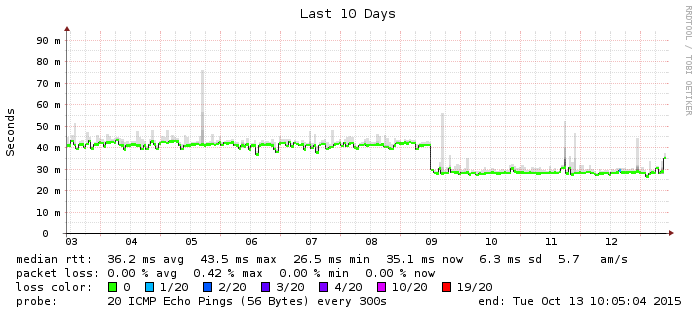 Last 10 Days
RRDTOOL / TOBI OETIKER
Seconds
90 m
80 m
70 m
60 m
50 m
40 m
30 m
20 m
10 m
0
03 04 05 06 07 08 09 10 11 12
median rtt: 36.2 ms avg 43.5 ms max 26.5 ms min 35.1 ms now 6.3 ms sd 5.7 am/s
packet loss: 0.00 % avg 0.42 % max 0.00 % min 0.00 % now
loss color: 0 1/20 2/20 3/20 4/20 10/20 19/20
probe: 20 ICMP Echo Pings (56 Bytes) every 300s end: Tue Oct 13 10:05:04 2015